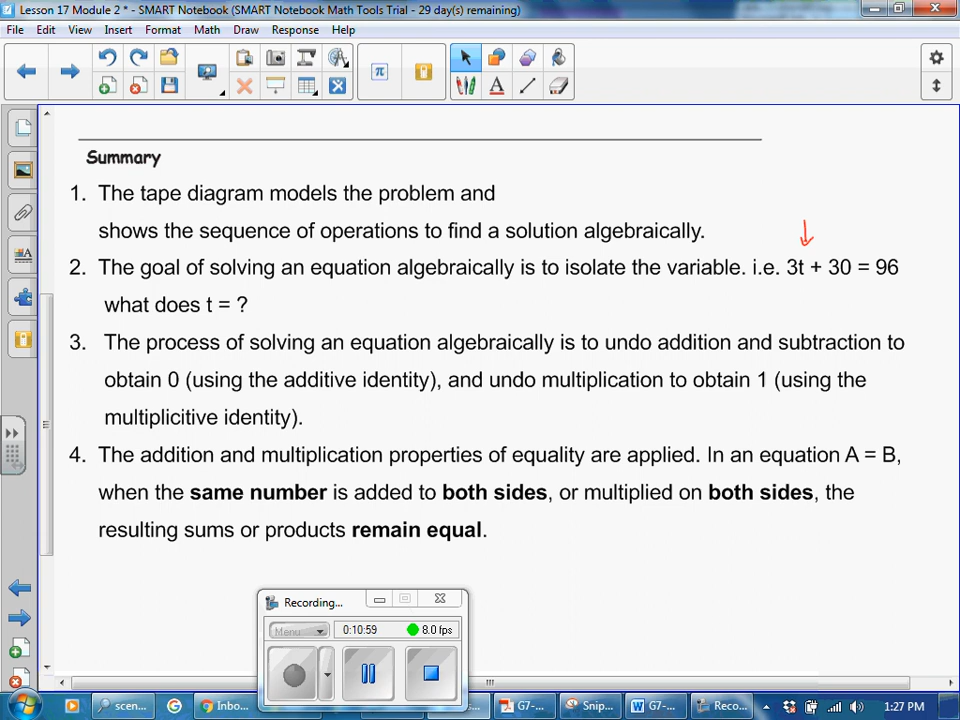 Lesson 17 Module 2 * - SMART Notebook (SMART Notebook Math Tools Trial - 29 day(s) remaining)
File Edit View Insert Format Math Draw Response Help
Summary
1. The tape diagram models the problem and
shows the sequence of operations to find a solution algebraically.
2. The goal of solving an equation algebraically is to isolate the variable. i.e. 3t + 30 = 96
what does t = ?
3. The process of solving an equation algebraically is to undo addition and subtraction to
obtain 0 (using the additive identity), and undo multiplication to obtain 1 (using the
multiplicitive identity).
4. The addition and multiplication properties of equality are applied. In an equation A = B,
when the same number is added to both sides, or multiplied on both sides, the
resulting sums or products remain equal.
Recording...
Menu 0:10:59 8.0 fps
scen... Inbo... G7-... Snip... G7-... Reco... 1:27 PM